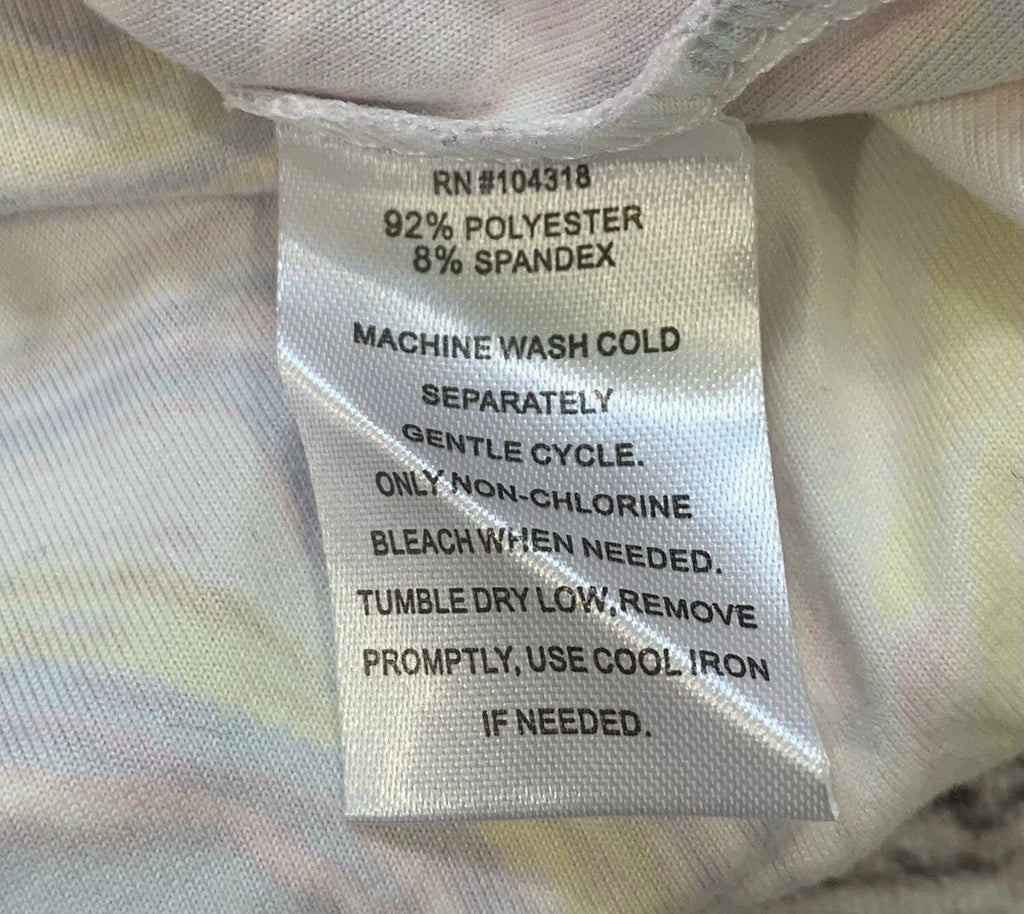 RN #104318
92% POLYESTER
8% SPANDEX
MACHINE WASH COLD
SEPARATELY
GENTLE CYCLE.
ONLY NON-CHLORINE
BLEACH WHEN NEEDED.
TUMBLE DRY LOW, REMOVE
PROMPTLY, USE COOL IRON
IF NEEDED.